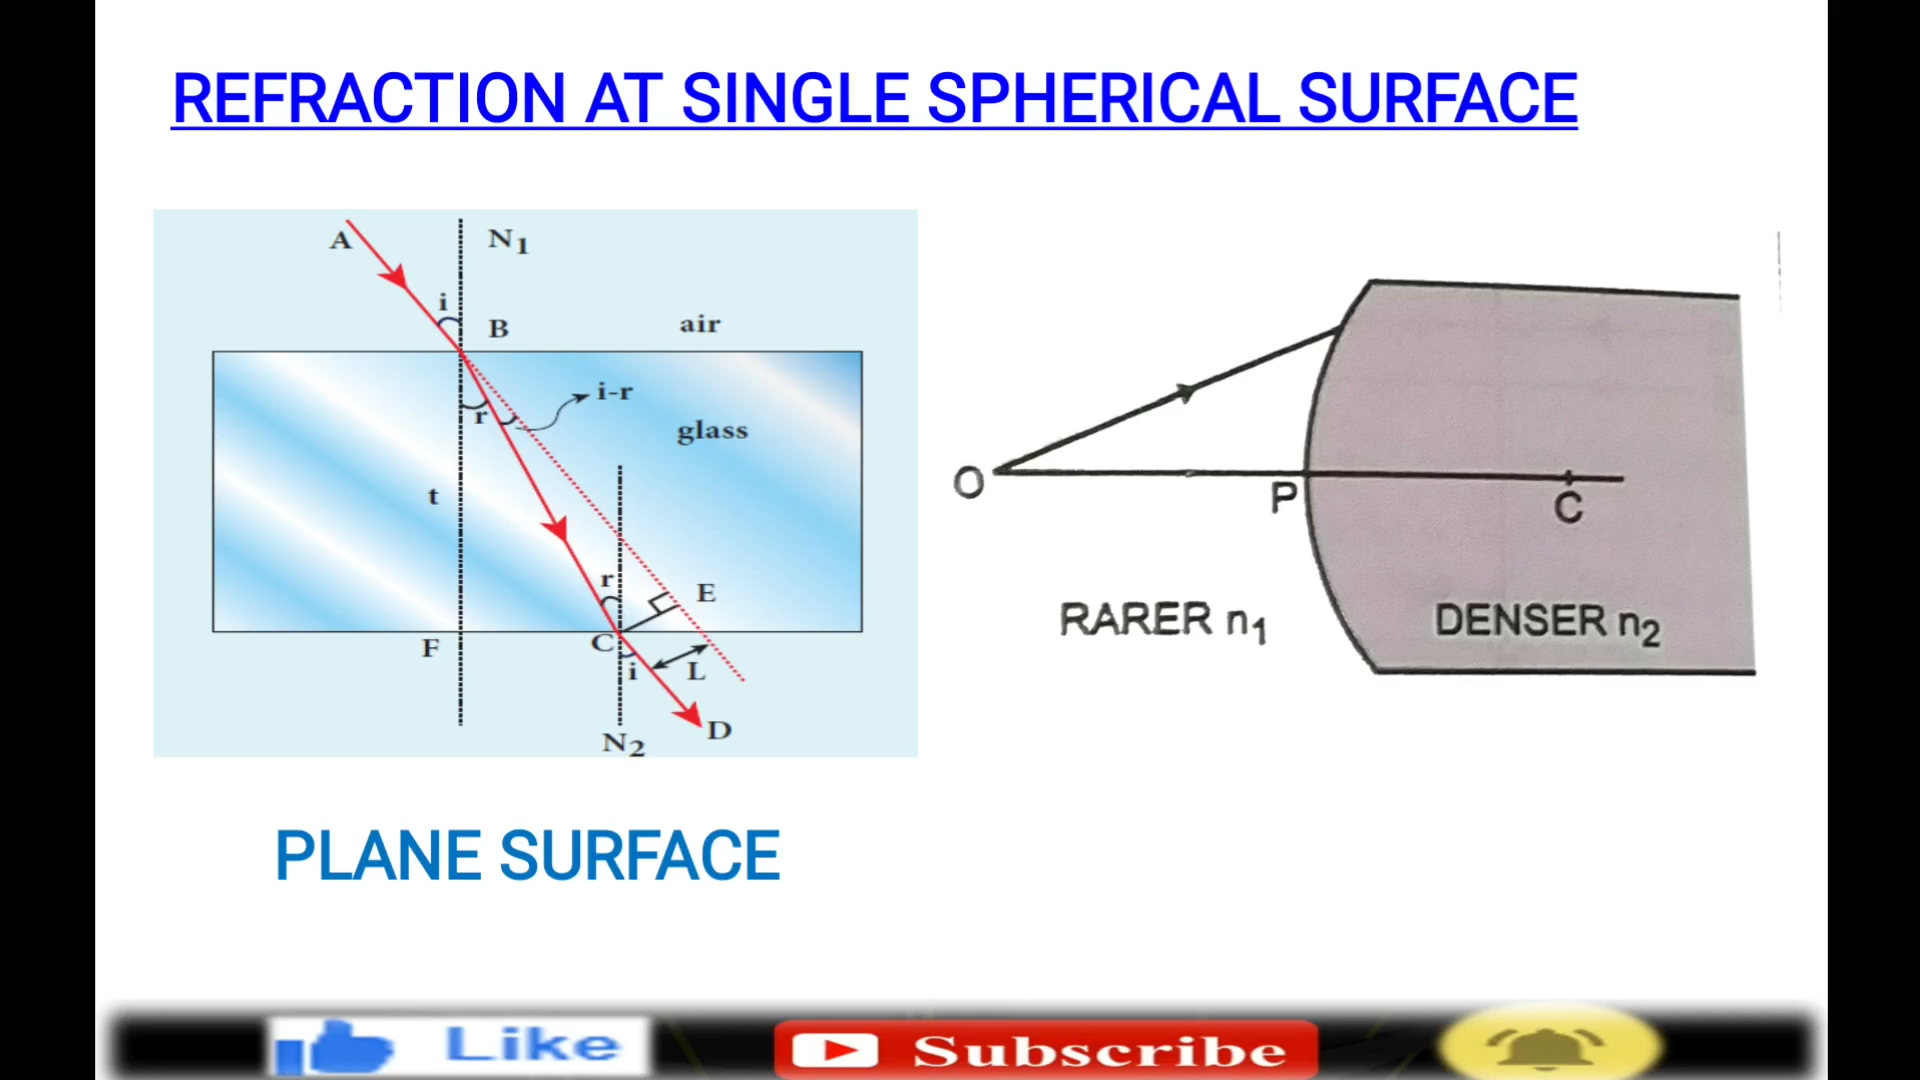 REFRACTION AT SINGLE SPHERICAL SURFACE
A
N1
i
B
air
i-r
r
glass
t
r
E
F
C
i
L
D
N2
O
P
C
RARER n1
DENSER n2
PLANE SURFACE
Like
Subscribe